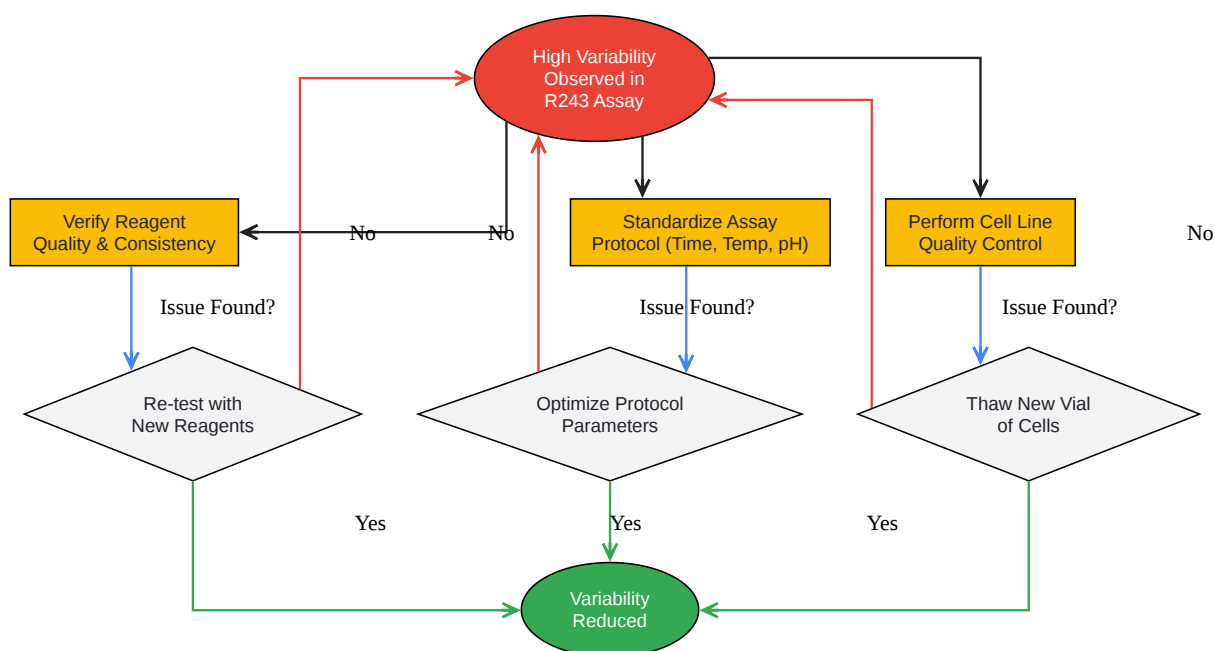 High Variability
Observed in
R243 Assay
Verify Reagent
Quality & Consistency
No
No
Standardize Assay
Protocol (Time, Temp, pH)
Perform Cell Line
Quality Control
No
Issue Found?
Issue Found?
Issue Found?
Re-test with
New Reagents
Optimize Protocol
Parameters
Thaw New Vial
of Cells
Yes
Yes
Yes
Variability
Reduced